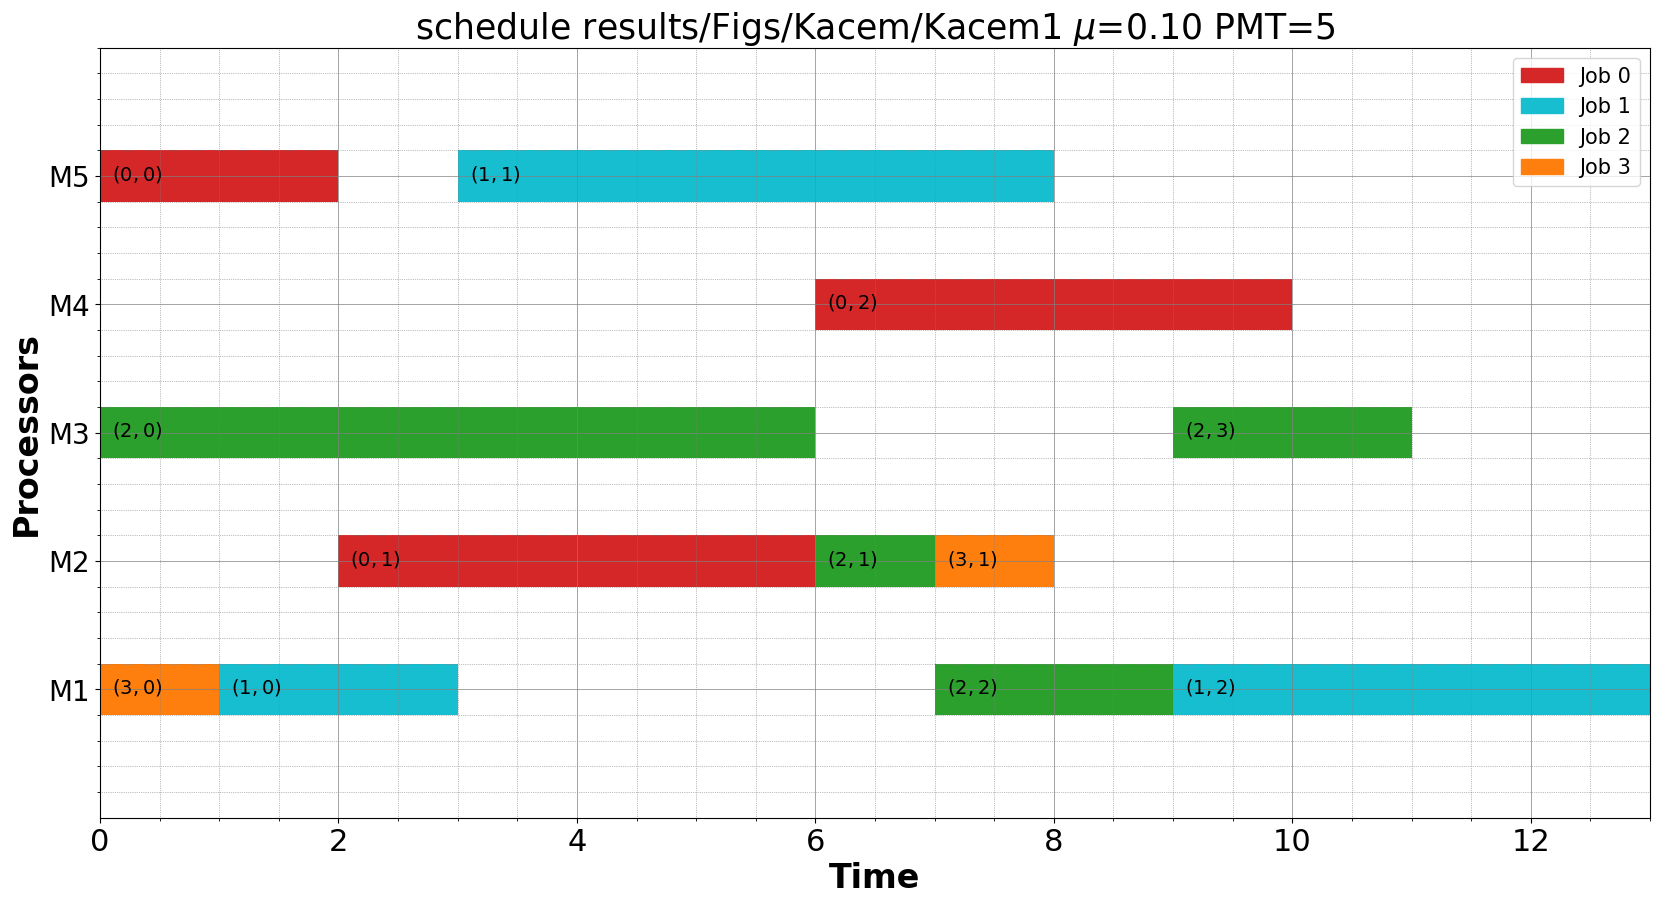 schedule results/Figs/Kacem/Kacem1 μ=0.10 PMT=5
Job 0
Job 1
Job 2
Job 3
M5
(0, 0)
(1, 1)
M4
(0, 2)
M3
(2, 0)
(2, 3)
M2
(0, 1)
(2, 1)
(3, 1)
M1
(3, 0)
(1, 0)
(2, 2)
(1, 2)
Processors
0 2 4 6 8 10 12
Time